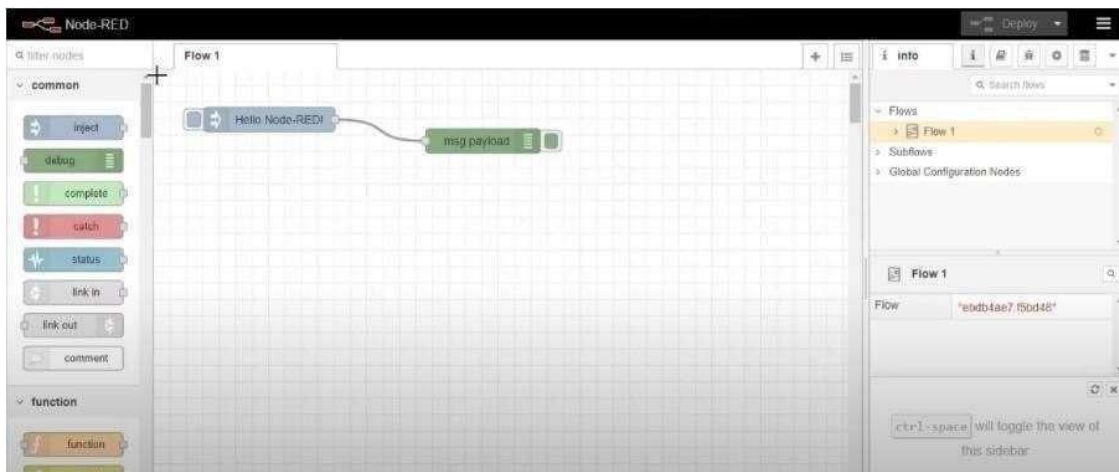 Node-RED
Deploy
filter nodes
Flow 1
i info
i
Search flows
common
inject
debug
complete
catch
status
link in
link out
comment
function
function
Hello Node-RED!
msg payload
Flows
Flow 1
Subflows
Global Configuration Nodes
Flow 1
Flow
"ebdb4ae7.f5bd48"
ctrl-space will toggle the view of
this sidebar